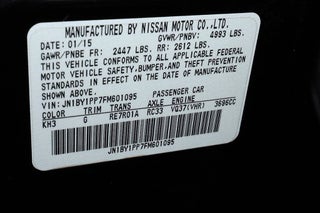 MANUFACTURED BY NISSAN MOTOR CO.,LTD.
DATE: 01/15 GVWR/PNBV: 4993 LBS.
GAWR/PNBE FR: 2447 LBS. RR: 2612 LBS.
THIS VEHICLE CONFORMS TO ALL APPLICABLE FEDERAL
MOTOR VEHICLE SAFETY,BUMPER,AND THEFT PREVENTION
STANDARDS IN EFFECT ON THE DATE OF MANUFACTURE
SHOWN ABOVE.
VIN: JN1BY1PP7FM601095 PASSENGER CAR
COLOR TRIM TRANS AXLE ENGINE
KH3 G RE7R01A RC33 VQ37(VHR) 3696CC
JN1BY1PP7FM601095